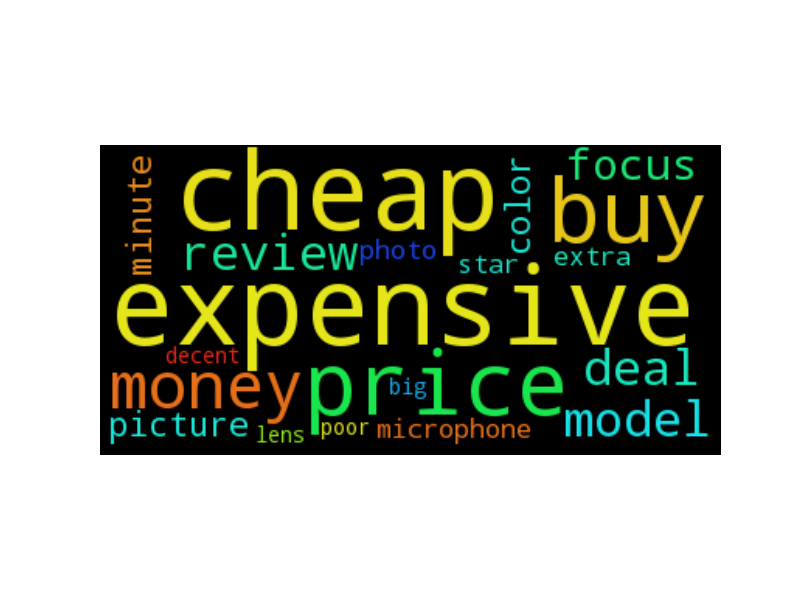 minute
cheap
color
focus
buy
review
photo
star
extra
expensive
decent
money
price
big
deal
picture
lens
poor
microphone
model